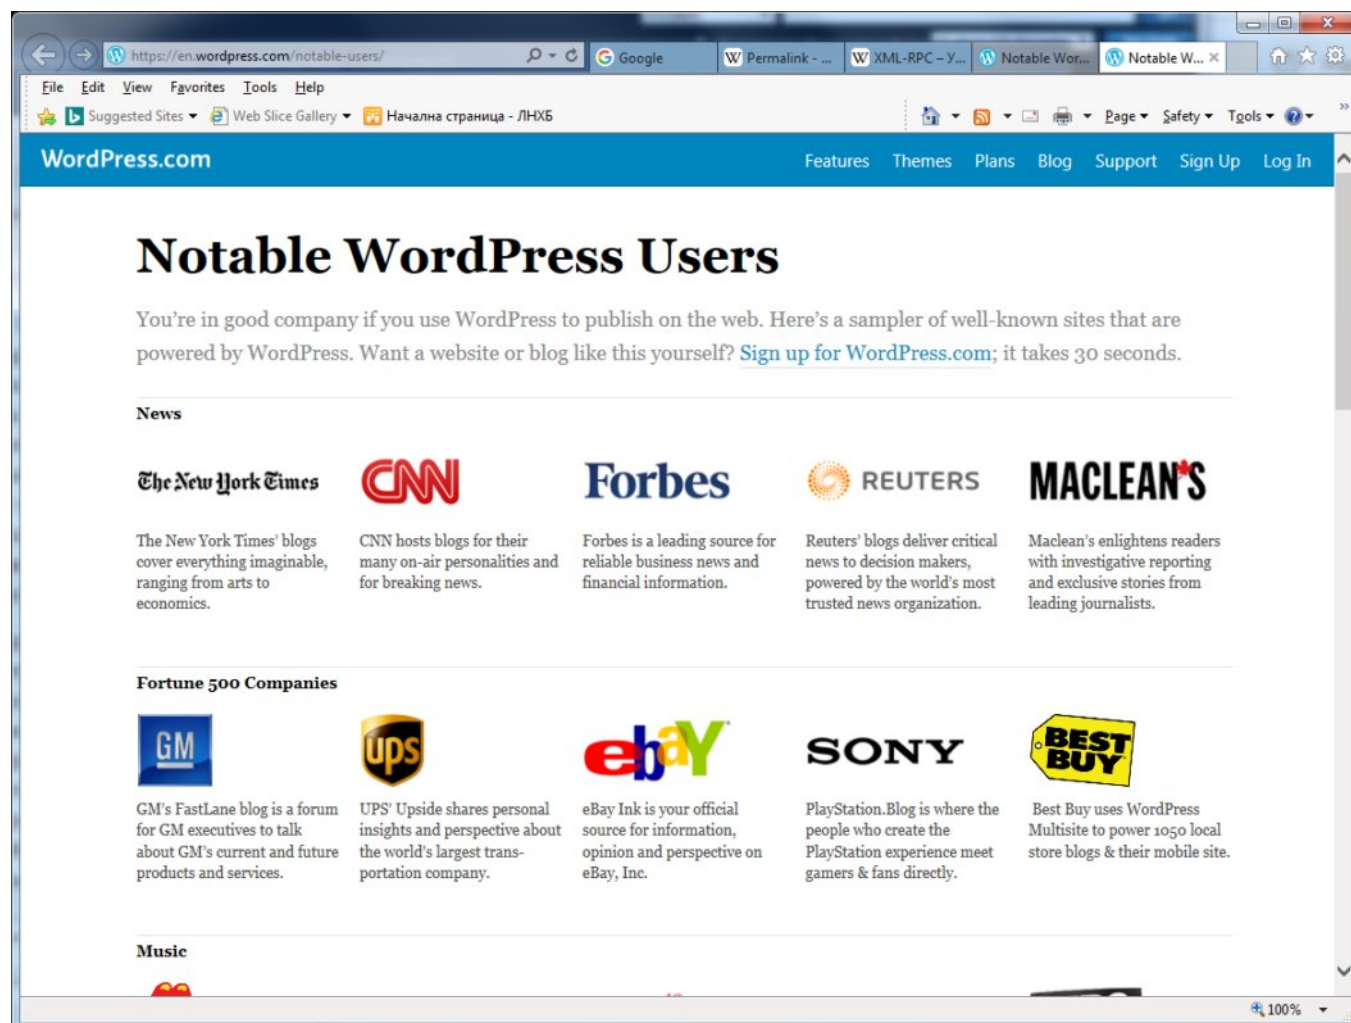 https://en.wordpress.com/notable-users/
Google
Permalink - ...
XML-RPC – У...
Notable Wor...
Notable W...
File Edit View Favorites Tools Help
Suggested Sites
Web Slice Gallery
Начална страница - ЛНХБ
Page Safety Tools
WordPress.com
Features Themes Plans Blog Support Sign Up Log In
Notable WordPress Users
You're in good company if you use WordPress to publish on the web. Here's a sampler of well-known sites that are
powered by WordPress. Want a website or blog like this yourself? Sign up for WordPress.com; it takes 30 seconds.
News
The New York Times
CNN
Forbes
REUTERS
MACLEAN'S
The New York Times' blogs
cover everything imaginable,
ranging from arts to
economics.
CNN hosts blogs for their
many on-air personalities and
for breaking news.
Forbes is a leading source for
reliable business news and
financial information.
Reuters' blogs deliver critical
news to decision makers,
powered by the world's most
trusted news organization.
Maclean's enlightens readers
with investigative reporting
and exclusive stories from
leading journalists.
Fortune 500 Companies
GM
ups
ebaY
SONY
BEST
BUY
GM's FastLane blog is a forum
for GM executives to talk
about GM's current and future
products and services.
UPS' Upside shares personal
insights and perspective about
the world's largest trans-
portation company.
eBay Ink is your official
source for information,
opinion and perspective on
eBay, Inc.
PlayStation.Blog is where the
people who create the
PlayStation experience meet
gamers & fans directly.
Best Buy uses WordPress
Multisite to power 1050 local
store blogs & their mobile site.
Music
100%